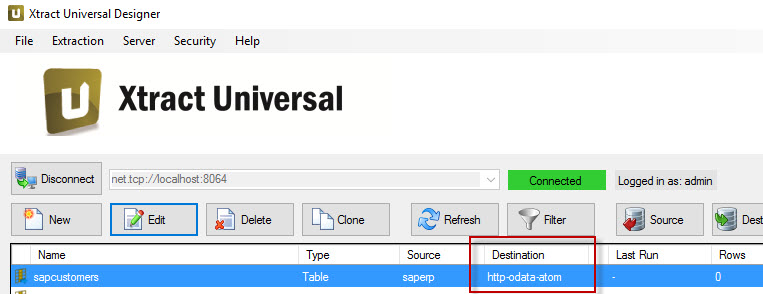 Xtract Universal Designer
File Extraction Server Security Help
Xtract Universal
Disconnect net.tcp://localhost:8064 Connected Logged in as: admin
New Edit Delete Clone Refresh Filter Source Dest
Name Type Source Destination Last Run Rows
sapcustomers Table saperp http-odata-atom - 0